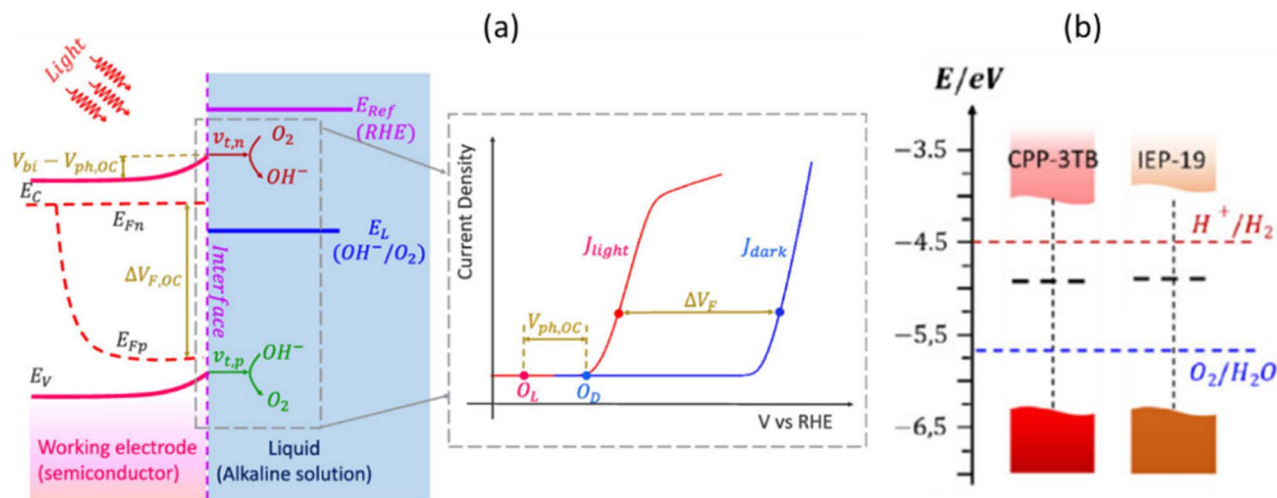 (a)
(b)
Light
E_Ref
(RHE)
V_bi − V_ph,OC
v_t,n
O_2
OH^-
E_C
E_Fn
ΔV_F,OC
Interface
E_L
(OH^-/O_2)
E_Fp
v_t,p
OH^-
O_2
E_V
Working electrode
(semiconductor)
Liquid
(Alkaline solution)
Current Density
J_light
J_dark
ΔV_F
V_ph,OC
O_L
O_D
V vs RHE
E/eV
−3.5
CPP-3TB
IEP-19
H^+/H_2
−4.5
−5,5
O_2/H_2O
−6,5